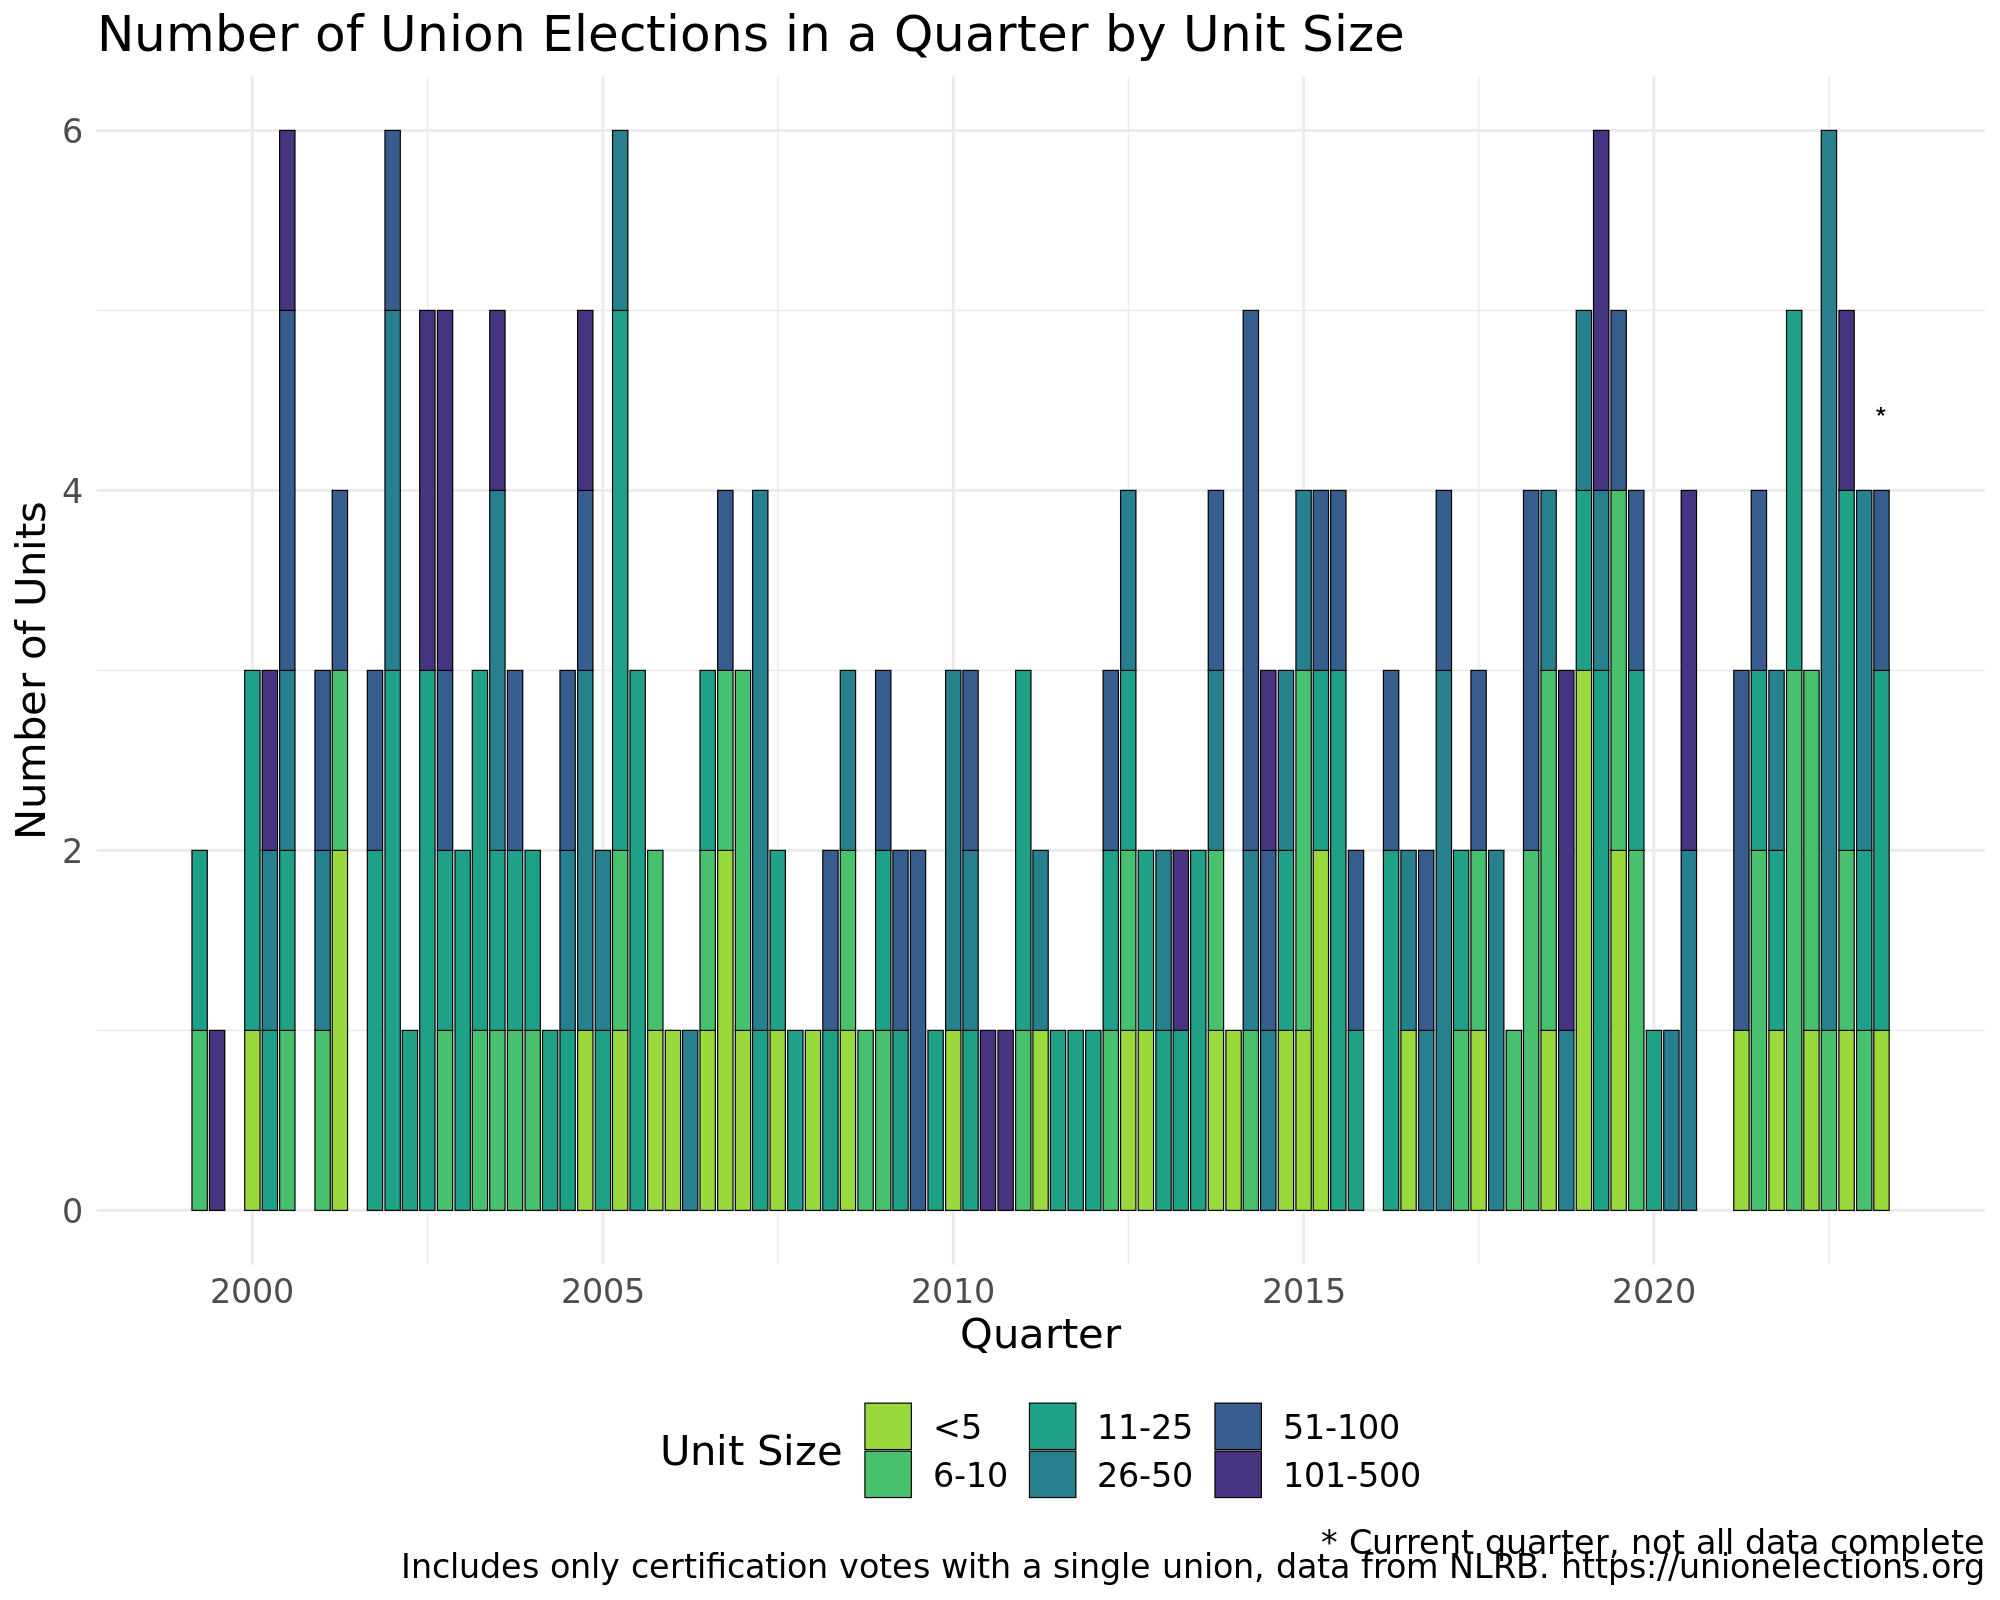 Number of Union Elections in a Quarter by Unit Size
Number of Units
6
4
2
0
*
2000 2005 2010 2015 2020
Quarter
Unit Size
<5 11-25 51-100
6-10 26-50 101-500
* Current quarter, not all data complete
Includes only certification votes with a single union, data from NLRB. https://unionelections.org